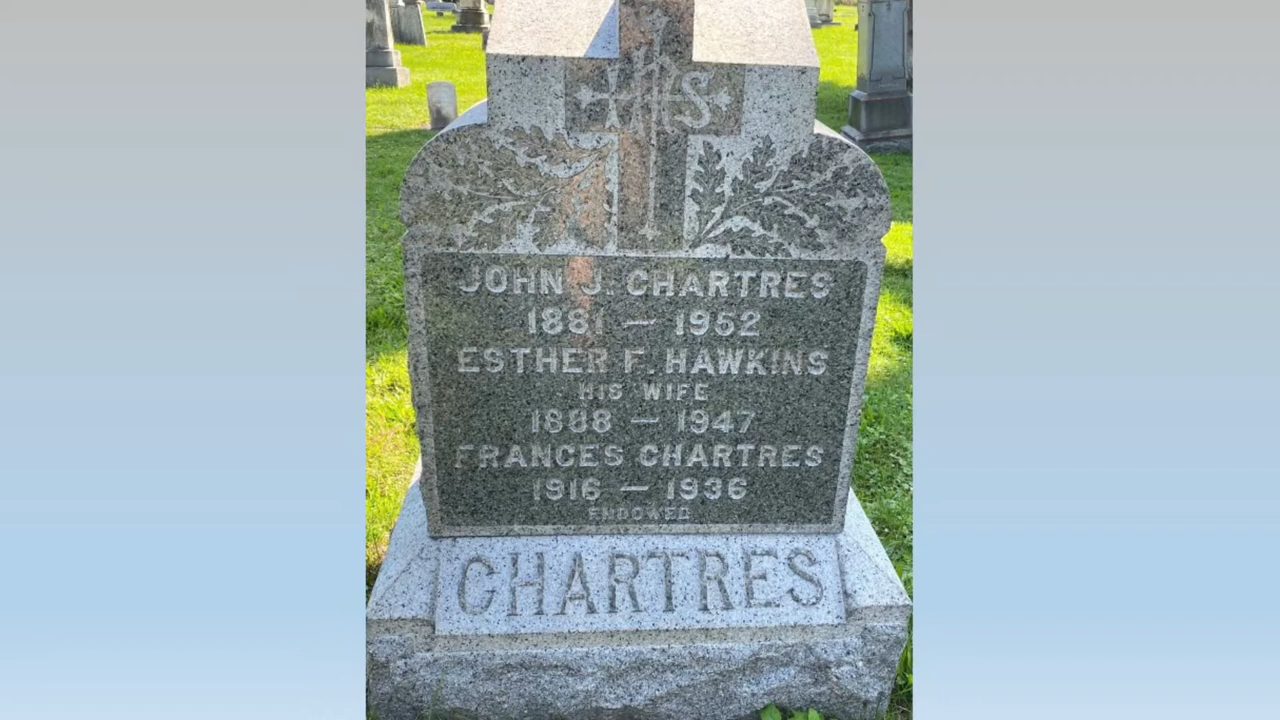 IHS
JOHN J. CHARTRES
1881 — 1952
ESTHER F. HAWKINS
HIS WIFE
1888 — 1947
FRANCES CHARTRES
1916 — 1936
ENDOWED
CHARTRES